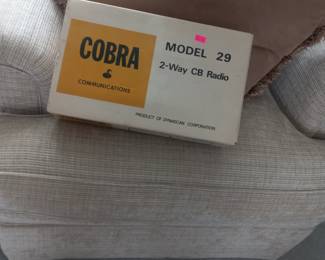 COBRA
COMMUNICATIONS
MODEL 29
2-Way CB Radio
PRODUCT OF DYNASCAN CORPORATION